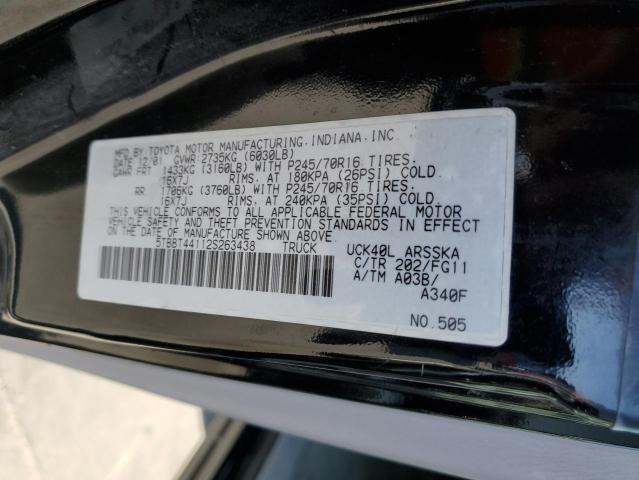 MFD.BY TOYOTA MOTOR MANUFACTURING.INDIANA.INC.
DATE 12/01 GVWR:2735KG (6030LB)
GAWR FR 1433KG (3160LB) WITH P245/70R16 TIRES.
16X7J RIMS. AT 180KPA (26PSI) COLD.
RR 1706KG (3760LB) WITH P245/70R16 TIRES.
16X7J RIMS. AT 240KPA (35PSI) COLD.
THIS VEHICLE CONFORMS TO ALL APPLICABLE FEDERAL MOTOR
VEHICLE SAFETY AND THEFT PREVENTION STANDARDS IN EFFECT
ON THE DATE OF MANUFACTURE SHOWN ABOVE.
5TBBT44112S263438 TRUCK
UCK40L ARSSKA
C/TR 202/FG11
A/TM A03B/
A340F
NO.505